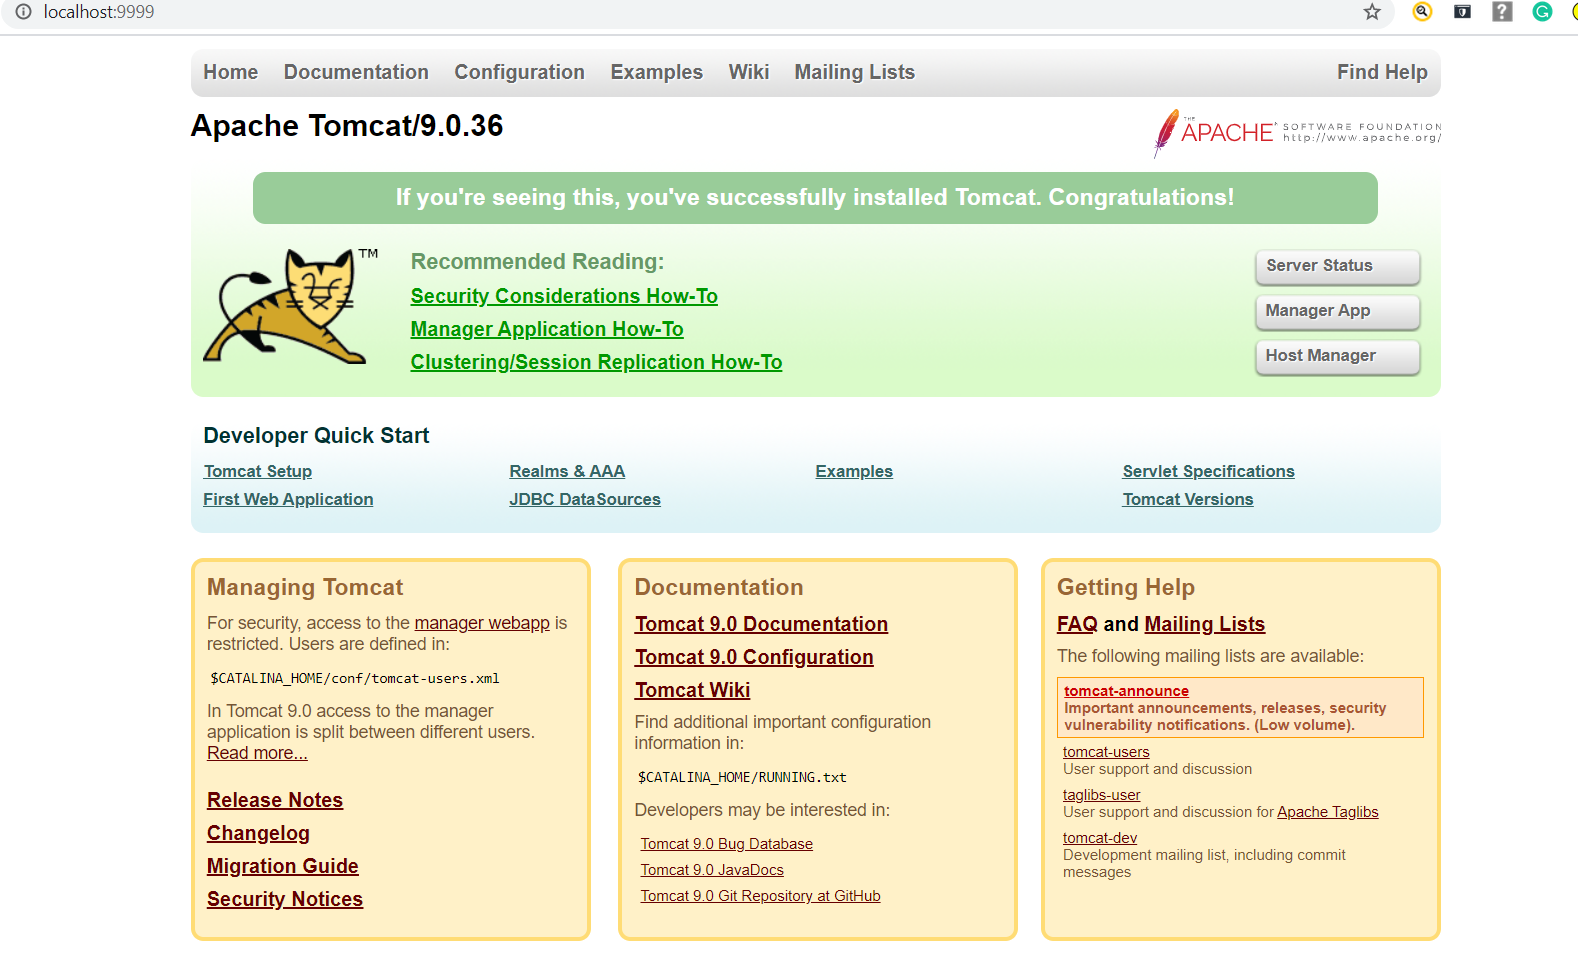 localhost:9999
Home Documentation Configuration Examples Wiki Mailing Lists Find Help
Apache Tomcat/9.0.36
THE APACHE® SOFTWARE FOUNDATION
http://www.apache.org/
If you're seeing this, you've successfully installed Tomcat. Congratulations!
TM
Recommended Reading:
Security Considerations How-To
Manager Application How-To
Clustering/Session Replication How-To
Server Status
Manager App
Host Manager
Developer Quick Start
Tomcat Setup
First Web Application
Realms & AAA
JDBC DataSources
Examples
Servlet Specifications
Tomcat Versions
Managing Tomcat
For security, access to the manager webapp is
restricted. Users are defined in:
$CATALINA_HOME/conf/tomcat-users.xml
In Tomcat 9.0 access to the manager
application is split between different users.
Read more...
Release Notes
Changelog
Migration Guide
Security Notices
Documentation
Tomcat 9.0 Documentation
Tomcat 9.0 Configuration
Tomcat Wiki
Find additional important configuration
information in:
$CATALINA_HOME/RUNNING.txt
Developers may be interested in:
Tomcat 9.0 Bug Database
Tomcat 9.0 JavaDocs
Tomcat 9.0 Git Repository at GitHub
Getting Help
FAQ and Mailing Lists
The following mailing lists are available:
tomcat-announce
Important announcements, releases, security
vulnerability notifications. (Low volume).
tomcat-users
User support and discussion
taglibs-user
User support and discussion for Apache Taglibs
tomcat-dev
Development mailing list, including commit
messages